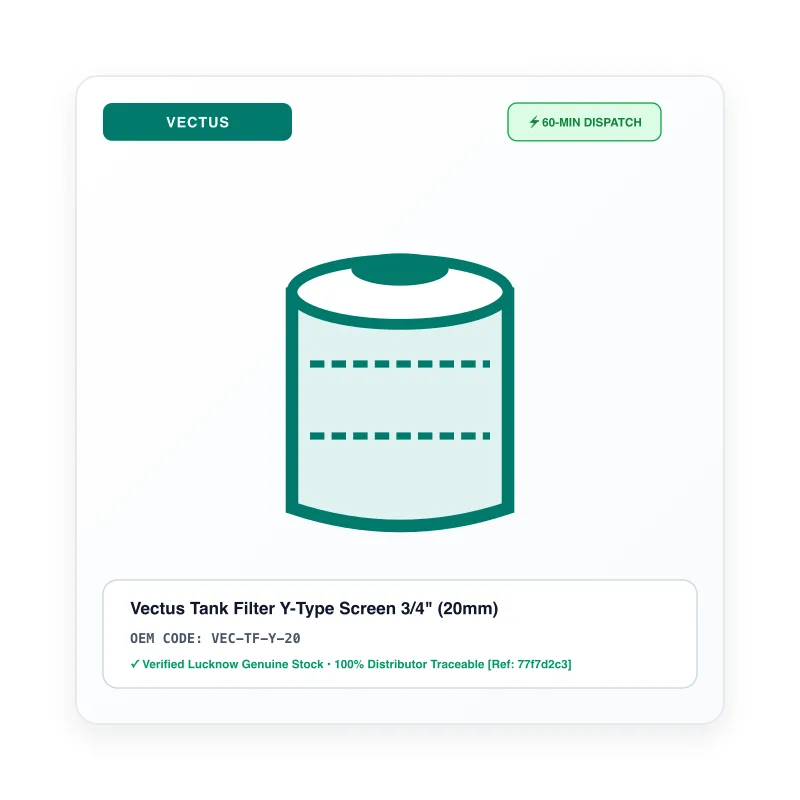 VECTUS
⚡ 60-MIN DISPATCH
Vectus Tank Filter Y-Type Screen 3/4" (20mm)
OEM CODE: VEC-TF-Y-20
✓ Verified Lucknow Genuine Stock · 100% Distributor Traceable [Ref: 77f7d2c3]